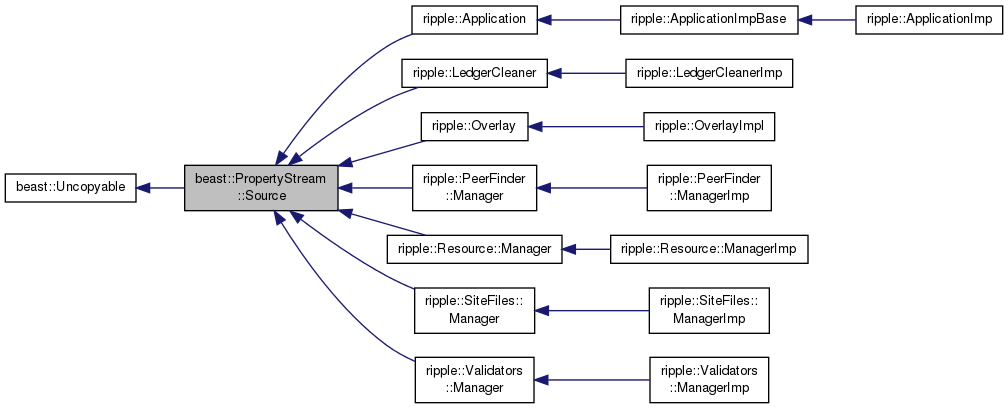 ripple::Application
ripple::ApplicationImpBase
ripple::ApplicationImp
ripple::LedgerCleaner
ripple::LedgerCleanerImp
ripple::Overlay
ripple::OverlayImpl
beast::Uncopyable
beast::PropertyStream
::Source
ripple::PeerFinder
::Manager
ripple::PeerFinder
::ManagerImp
ripple::Resource::Manager
ripple::Resource::ManagerImp
ripple::SiteFiles::
Manager
ripple::SiteFiles::
ManagerImp
ripple::Validators
::Manager
ripple::Validators
::ManagerImp